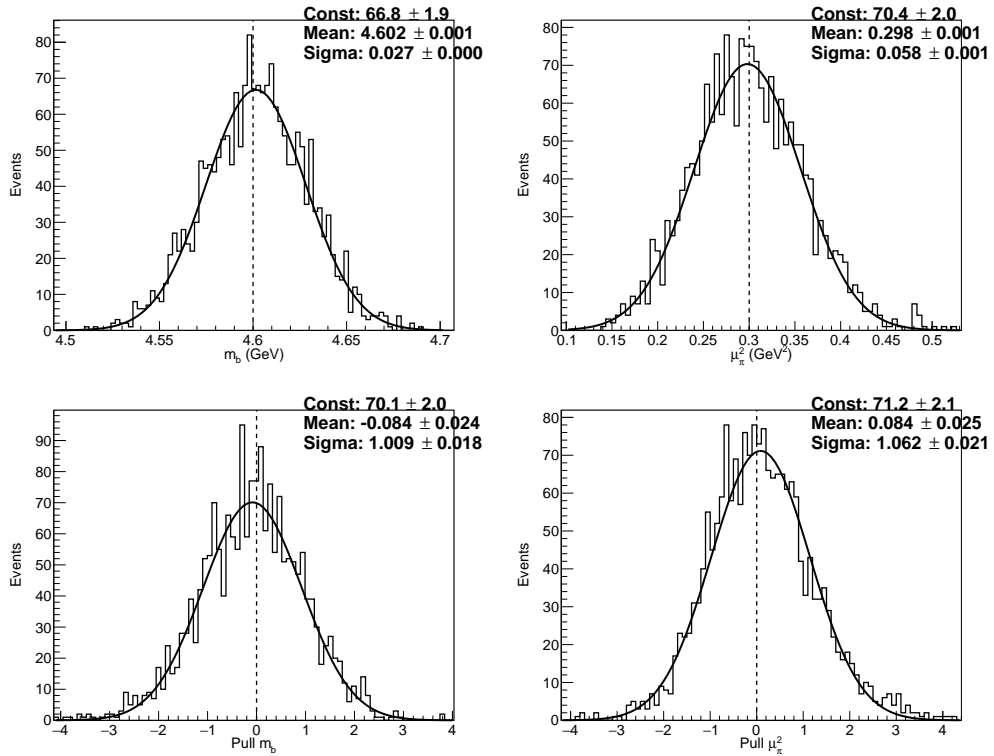 Const: 66.8 ± 1.9
Mean: 4.602 ± 0.001
Sigma: 0.027 ± 0.000
Events
80
70
60
50
40
30
20
10
0
4.5 4.55 4.6 4.65 4.7
m_b (GeV)
Const: 70.4 ± 2.0
Mean: 0.298 ± 0.001
Sigma: 0.058 ± 0.001
Events
80
70
60
50
40
30
20
10
0
0.1 0.15 0.2 0.25 0.3 0.35 0.4 0.45 0.5
μ_π^2 (GeV^2)
Const: 70.1 ± 2.0
Mean: -0.084 ± 0.024
Sigma: 1.009 ± 0.018
Events
90
80
70
60
50
40
30
20
10
0
−4 −3 −2 −1 0 1 2 3 4
Pull m_b
Const: 71.2 ± 2.1
Mean: 0.084 ± 0.025
Sigma: 1.062 ± 0.021
Events
80
70
60
50
40
30
20
10
0
−4 −3 −2 −1 0 1 2 3 4
Pull μ_π^2